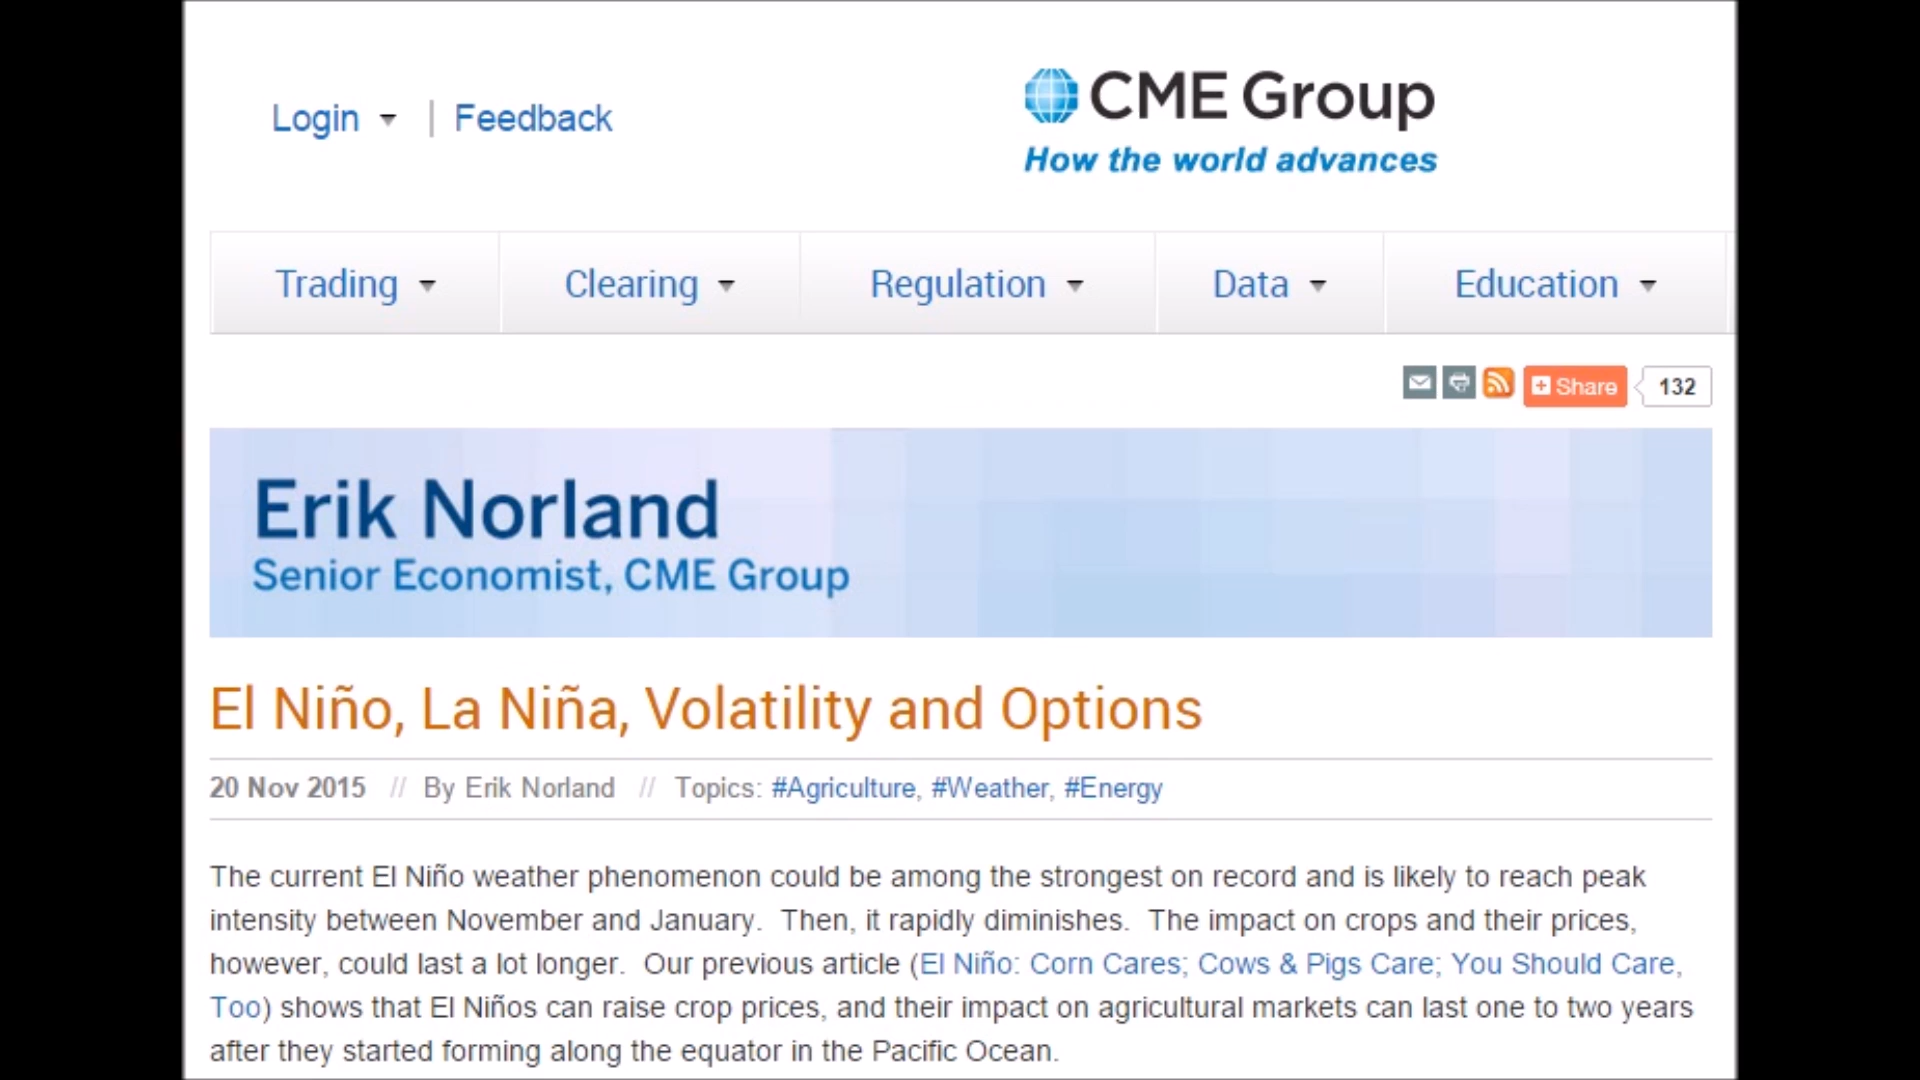 Login | Feedback
CME Group
How the world advances
Trading
Clearing
Regulation
Data
Education
Share
132
Erik Norland
Senior Economist, CME Group
El Niño, La Niña, Volatility and Options
20 Nov 2015 // By Erik Norland // Topics: #Agriculture, #Weather, #Energy
The current El Niño weather phenomenon could be among the strongest on record and is likely to reach peak
intensity between November and January. Then, it rapidly diminishes. The impact on crops and their prices,
however, could last a lot longer. Our previous article (El Niño: Corn Cares; Cows & Pigs Care; You Should Care,
Too) shows that El Niños can raise crop prices, and their impact on agricultural markets can last one to two years
after they started forming along the equator in the Pacific Ocean.